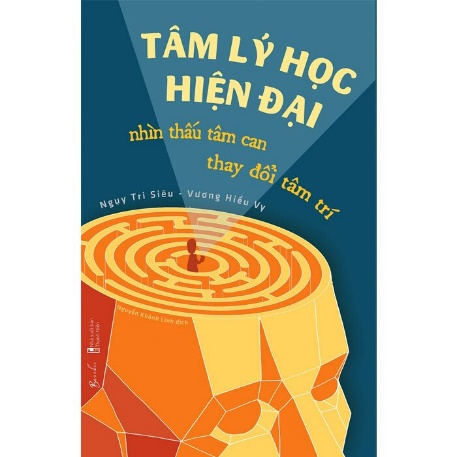 TÂM LÝ HỌC
HIỆN ĐẠI
nhìn thấu tâm can
thay đổi tâm trí
Ngụy Tri Siêu - Vương Hiểu Vy
Nguyễn Khánh Linh dịch